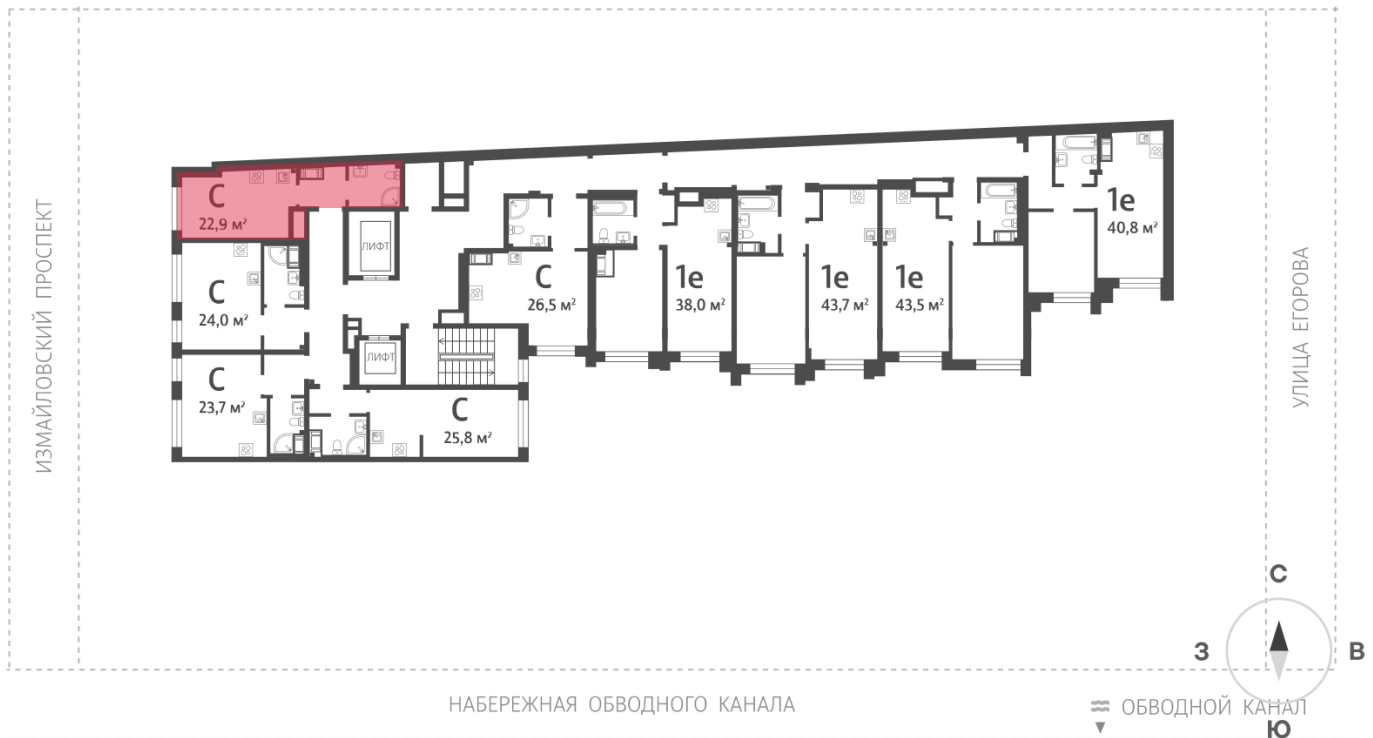 ИЗМАЙЛОВСКИЙ ПРОСПЕКТ
С
22,9 м²
ЛИФТ
С
24,0 м²
С
23,7 м²
ЛИФТ
С
25,8 м²
С
26,5 м²
1е
38,0 м²
1е
43,7 м²
1е
43,5 м²
1е
40,8 м²
УЛИЦА ЕГОРОВА
С
З
В
Ю
НАБЕРЕЖНАЯ ОБВОДНОГО КАНАЛА
ОБВОДНОЙ КАНАЛ